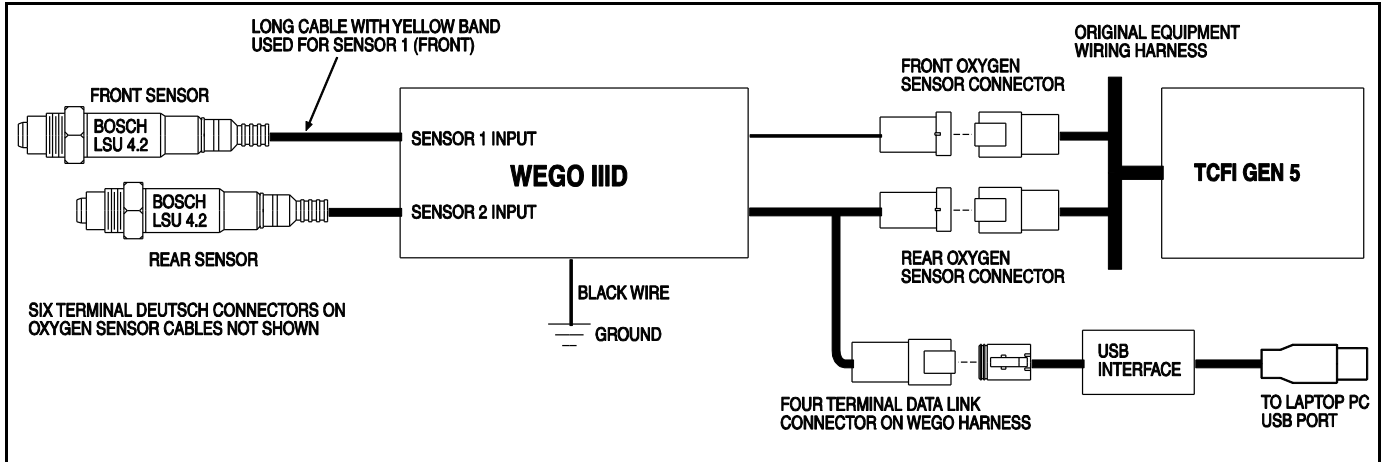 LONG CABLE WITH YELLOW BAND
USED FOR SENSOR 1 (FRONT)
ORIGINAL EQUIPMENT
WIRING HARNESS
FRONT OXYGEN
SENSOR CONNECTOR
FRONT SENSOR
BOSCH
LSU 4.2
SENSOR 1 INPUT
WEGO IIID
TCFI GEN 5
BOSCH
LSU 4.2
SENSOR 2 INPUT
REAR SENSOR
REAR OXYGEN
SENSOR CONNECTOR
BLACK WIRE
SIX TERMINAL DEUTSCH CONNECTORS ON
OXYGEN SENSOR CABLES NOT SHOWN
GROUND
USB
INTERFACE
FOUR TERMINAL DATA LINK
CONNECTOR ON WEGO HARNESS
TO LAPTOP PC
USB PORT